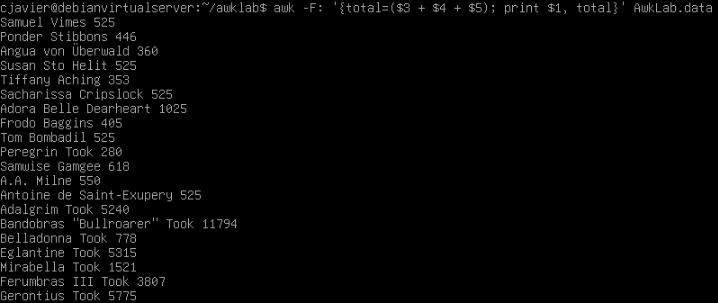 cjavier@debianvirtualserver:~/awklab$ awk -F: '{total=($3 + $4 + $5); print $1, total}' AwkLab.data
Samuel Vimes 525
Ponder Stibbons 446
Angua von Überwald 360
Susan Sto Helit 525
Tiffany Aching 353
Sacharissa Cripslock 525
Adora Belle Dearheart 1025
Frodo Baggins 405
Tom Bombadil 525
Peregrin Took 280
Samwise Gamgee 618
A.A. Milne 550
Antoine de Saint-Exupery 525
Adalgrim Took 5240
Bandobras "Bullroarer" Took 11794
Belladonna Took 778
Eglantine Took 5315
Mirabella Took 1521
Ferumbras III Took 3807
Gerontius Took 5775